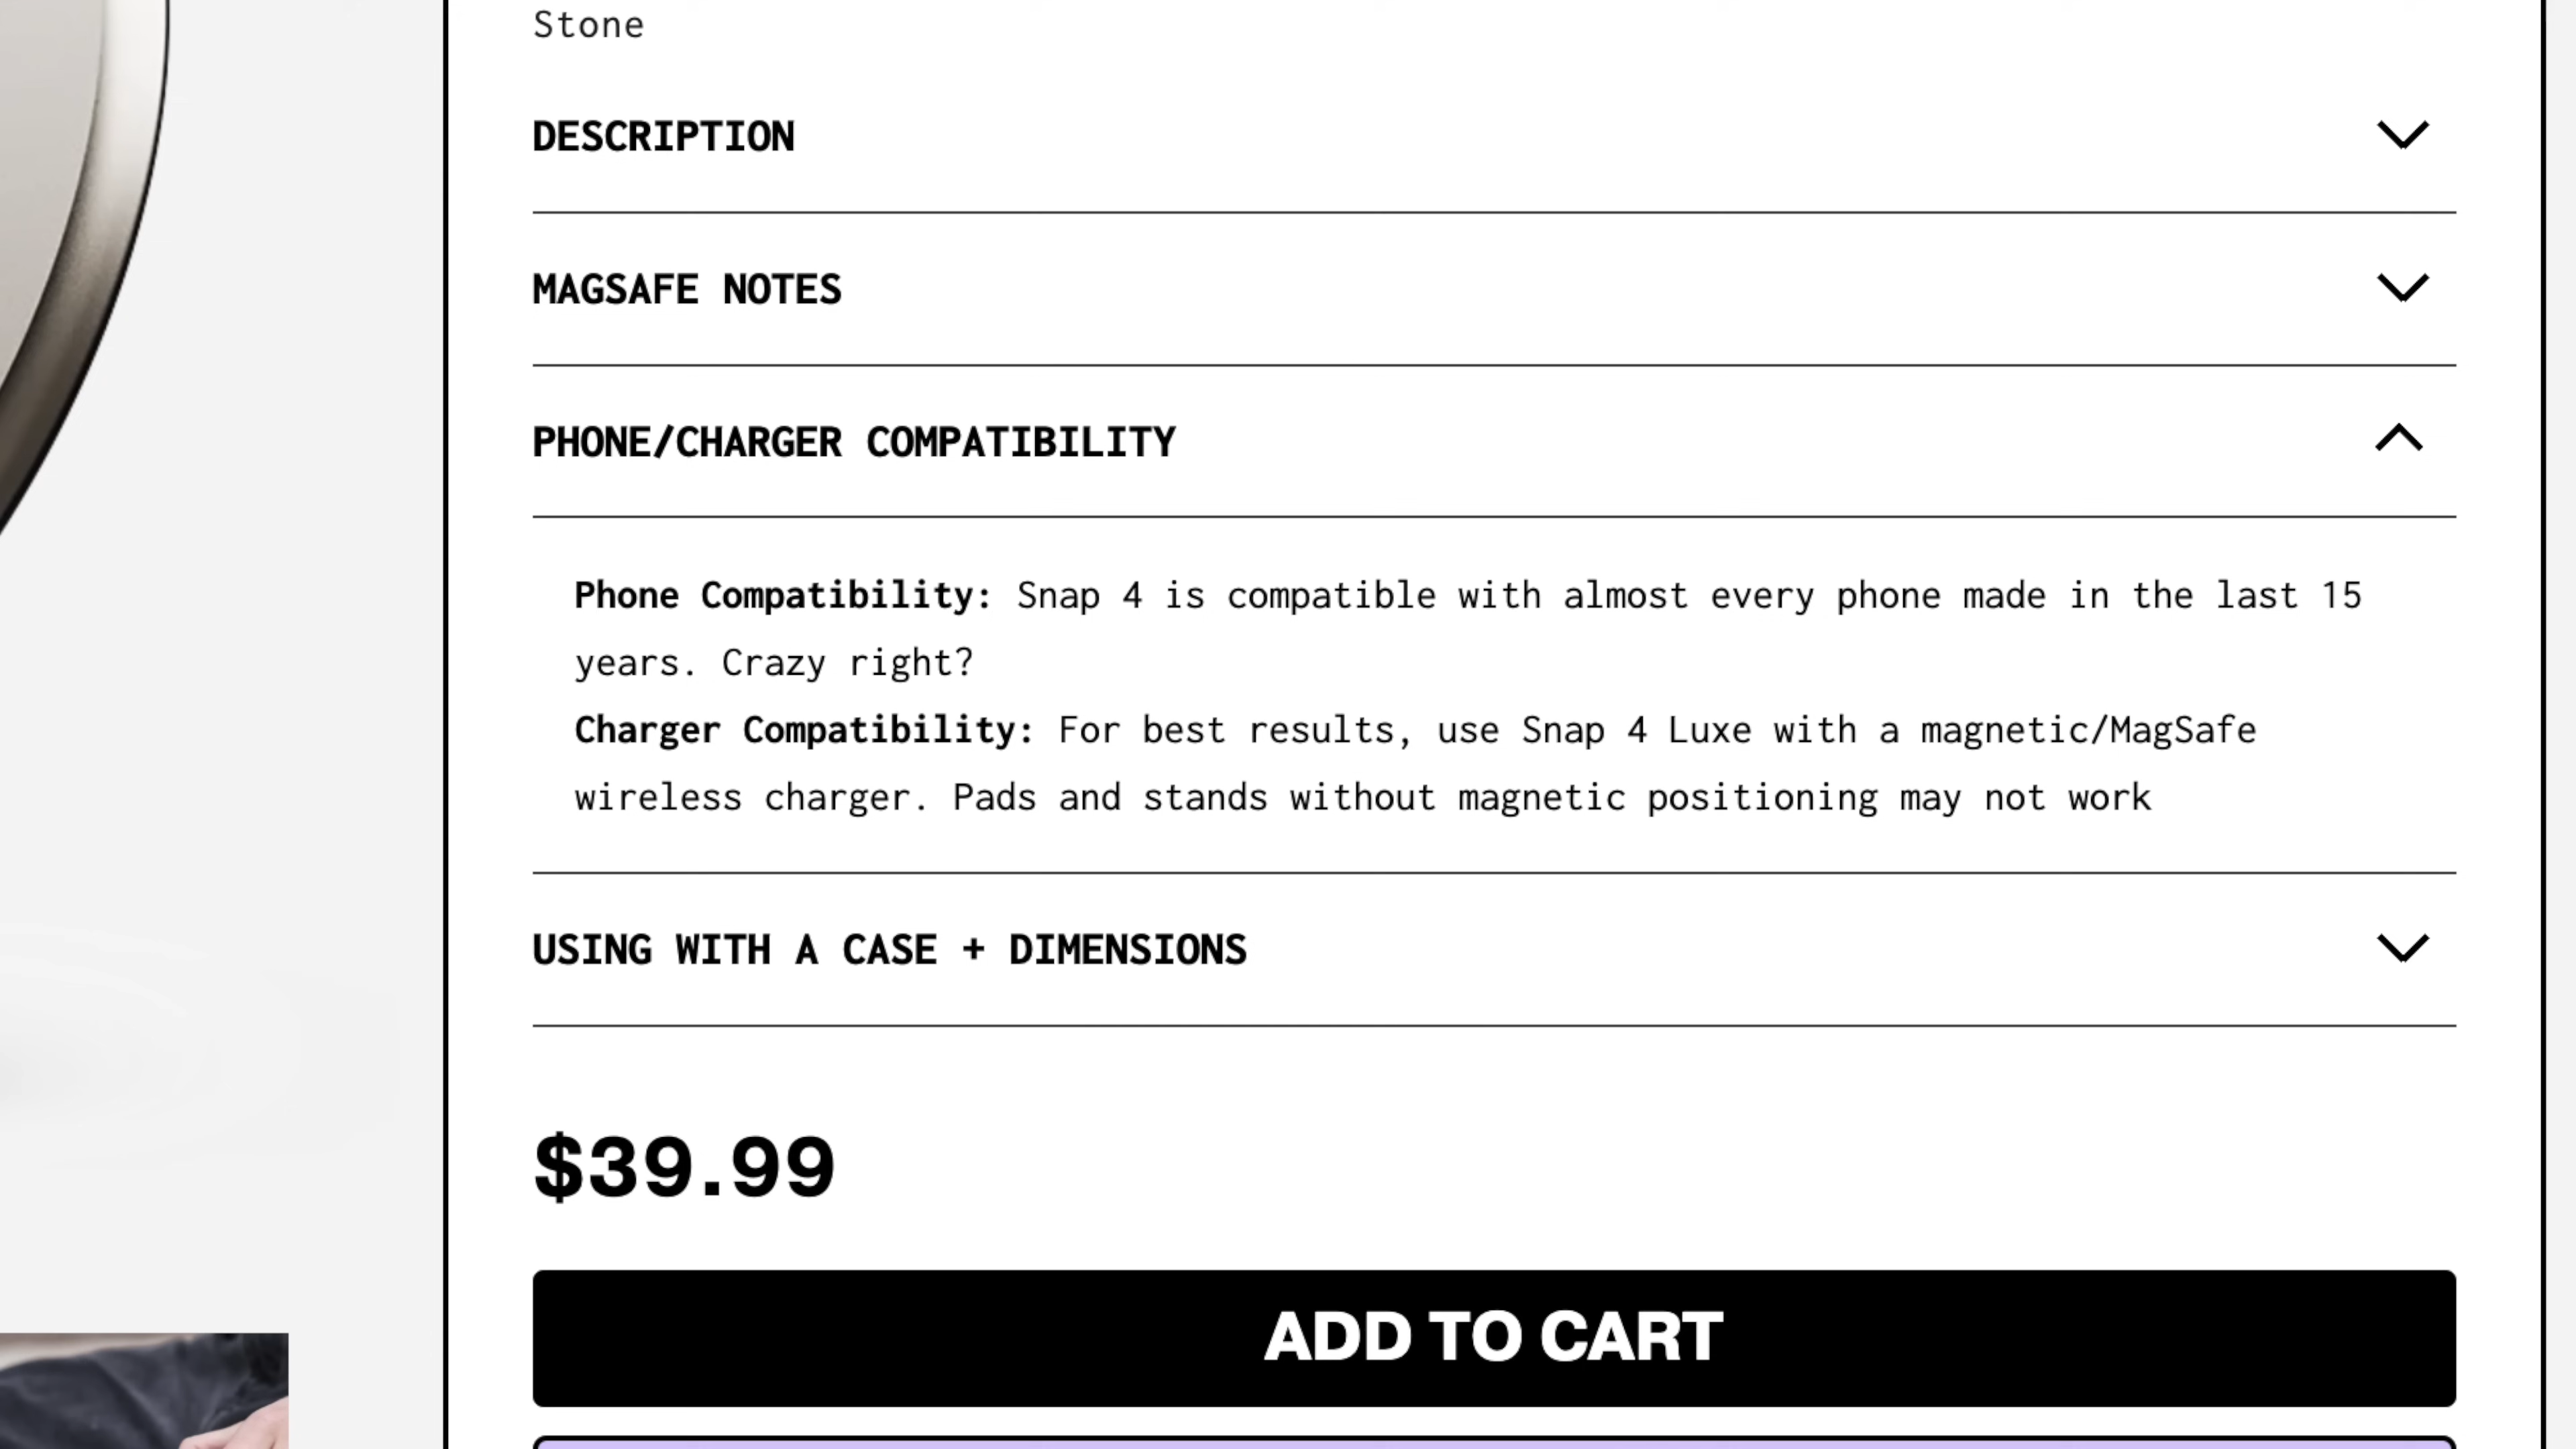 Stone
DESCRIPTION
MAGSAFE NOTES
PHONE/CHARGER COMPATIBILITY
Phone Compatibility: Snap 4 is compatible with almost every phone made in the last 15
years. Crazy right?
Charger Compatibility: For best results, use Snap 4 Luxe with a magnetic/MagSafe
wireless charger. Pads and stands without magnetic positioning may not work
USING WITH A CASE + DIMENSIONS
$39.99
ADD TO CART